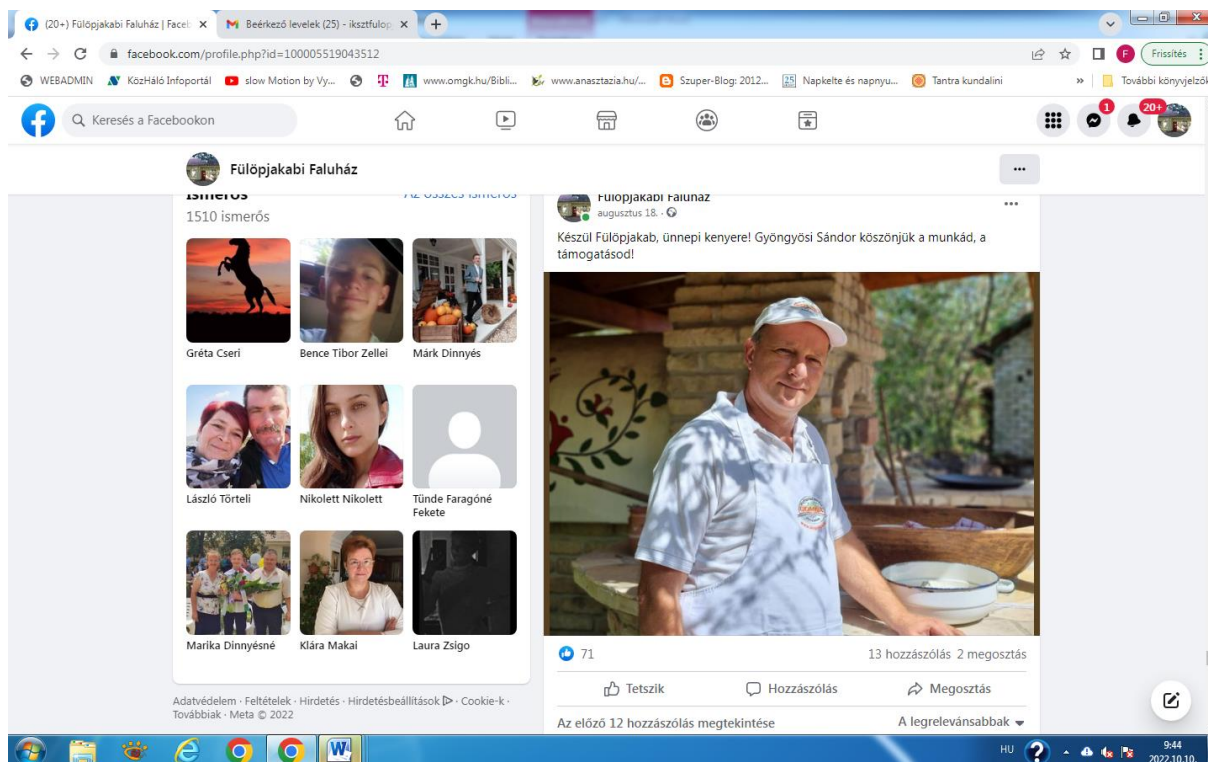 (20+) Fülöpjakabi Faluház | Faceb
Beérkező levelek (25) - iksztfulop
facebook.com/profile.php?id=100005519043512
F
Frissítés
WEBADMIN
KözHáló Infoportál
slow Motion by Vy...
www.omgk.hu/Bibli...
www.anasztazia.hu/...
Szuper-Blog: 2012...
25
Napkelte és napnyu...
Tantra kundalini
»
További könyvjelzők
Keresés a Facebookon
1
20+
Fülöpjakabi Faluház
Ismerős
Az összes ismerős
1510 ismerős
Gréta Cseri
Bence Tibor Zellei
Márk Dinnyés
László Törteli
Nikolett Nikolett
Tünde Faragóné
Fekete
Marika Dinnyésné
Klára Makai
Laura Zsigo
Adatvédelem · Feltételek · Hirdetés · Hirdetésbeállítások · Cookie-k ·
Továbbiak · Meta © 2022
Fülöpjakabi Faluház
augusztus 18. ·
Készül Fülöpjakab, ünnepi kenyere! Gyöngyösi Sándor köszönjük a munkád, a
támogatásod!
71
13 hozzászólás 2 megosztás
Tetszik
Hozzászólás
Megosztás
Az előző 12 hozzászólás megtekintése
A legrelevánsabbak
HU
9:44
2022.10.10.